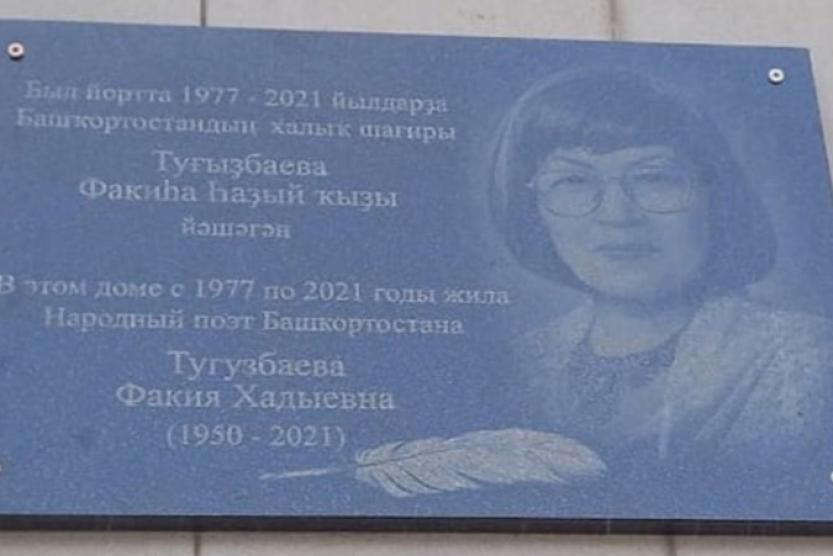 Был йортта 1977 - 2021 йылдарҙа
Башҡортостандың халыҡ шағиры
Туғыҙбаева
Факиһа Һаҙый ҡыҙы
йәшәгән
В этом доме с 1977 по 2021 годы жила
Народный поэт Башкортостана
Тугузбаева
Факия Хадыевна
(1950 - 2021)